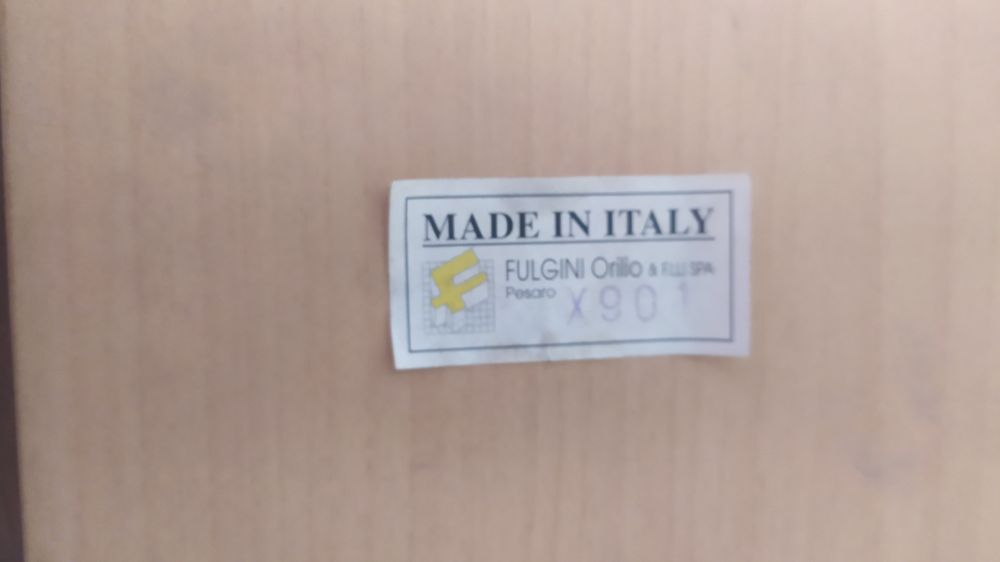 MADE IN ITALY
FULGINI Orilio & F.LLI SPA
Pesaro
X901